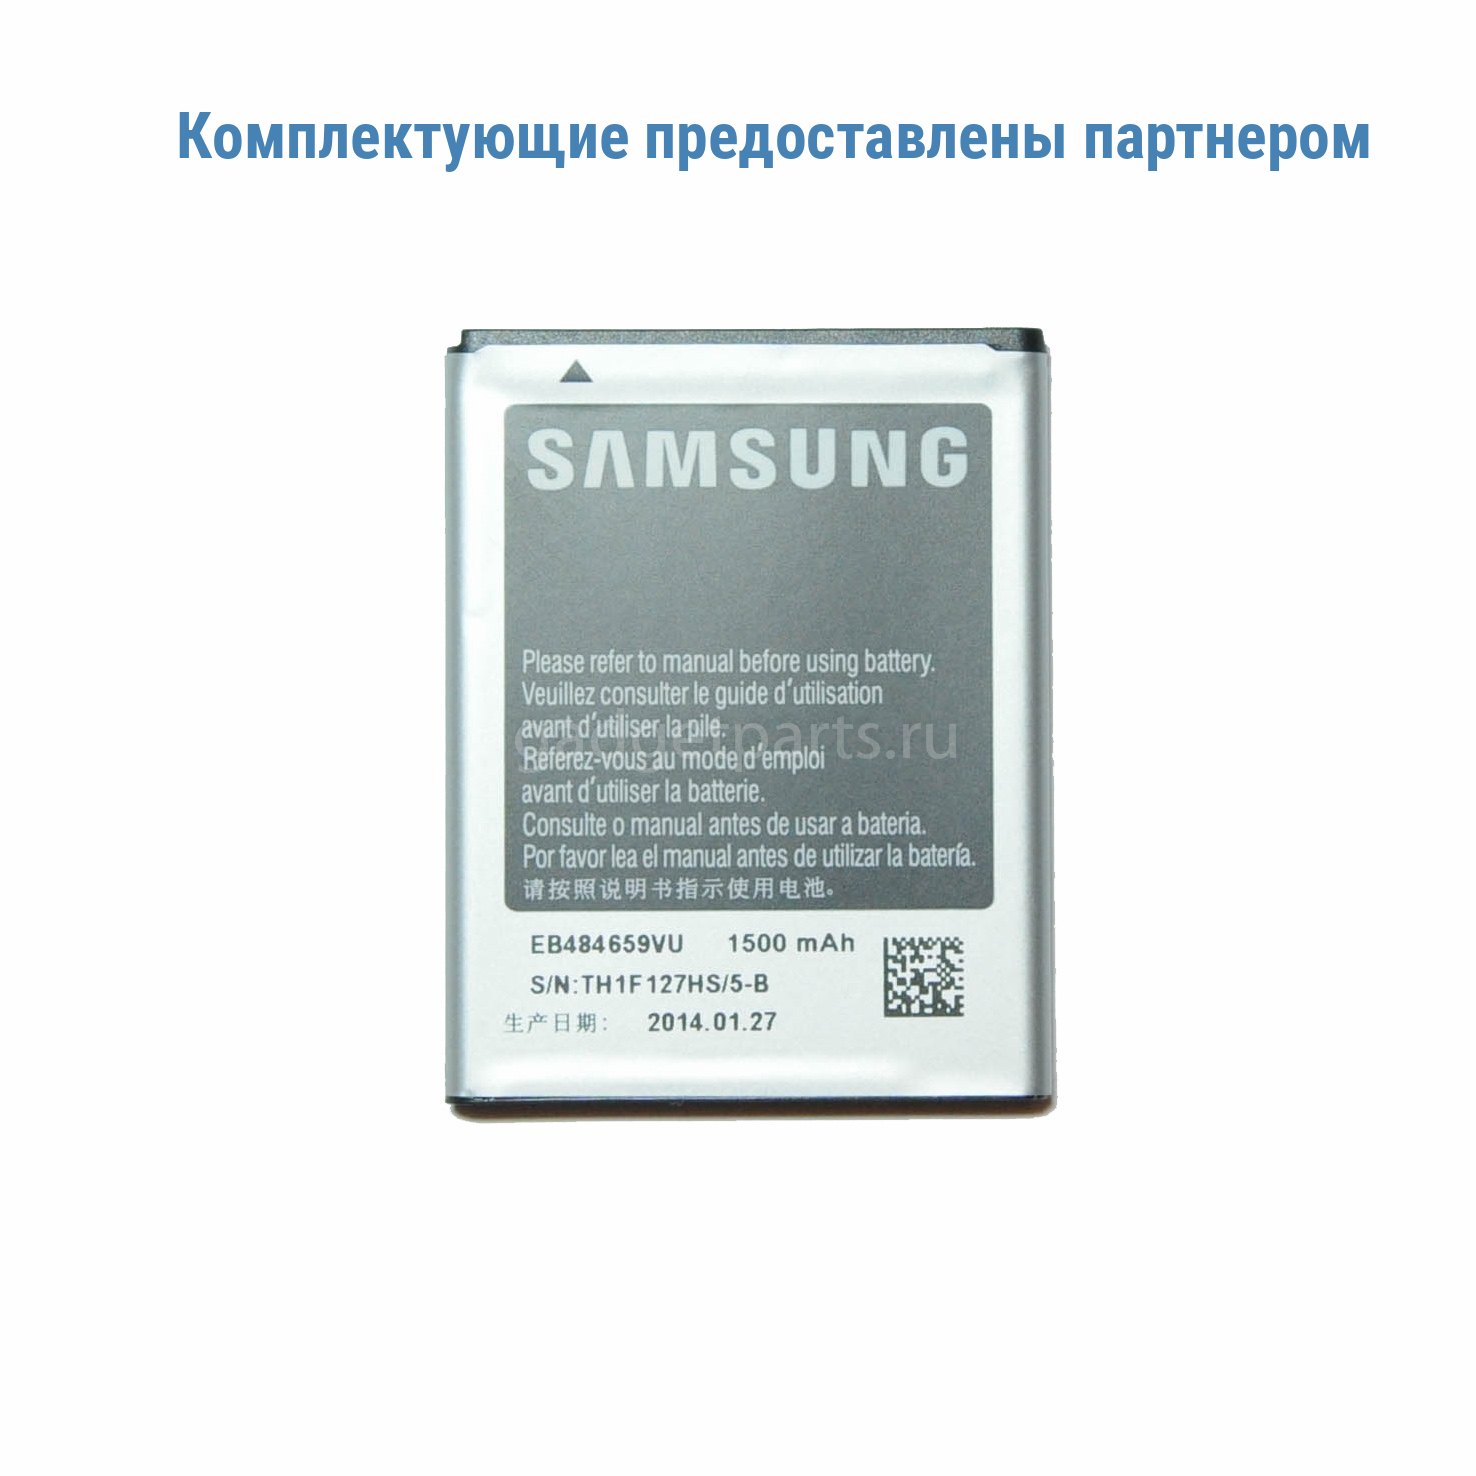 Комплектующие предоставлены партнером
SAMSUNG
Please refer to manual before using battery.
Veuillez consulter le guide d'utilisation
avant d'utiliser la pile.
gadgetparts.ru
Referez-vous au mode d'emploi
avant d'utiliser la batterie.
Consulte o manual antes de usar a bateria.
Por favor lea el manual antes de utilizar la batería.
请按照说明书指示使用电池。
EB484659VU 1500 mAh
S/N:TH1F127HS/5-B
生产日期: 2014.01.27